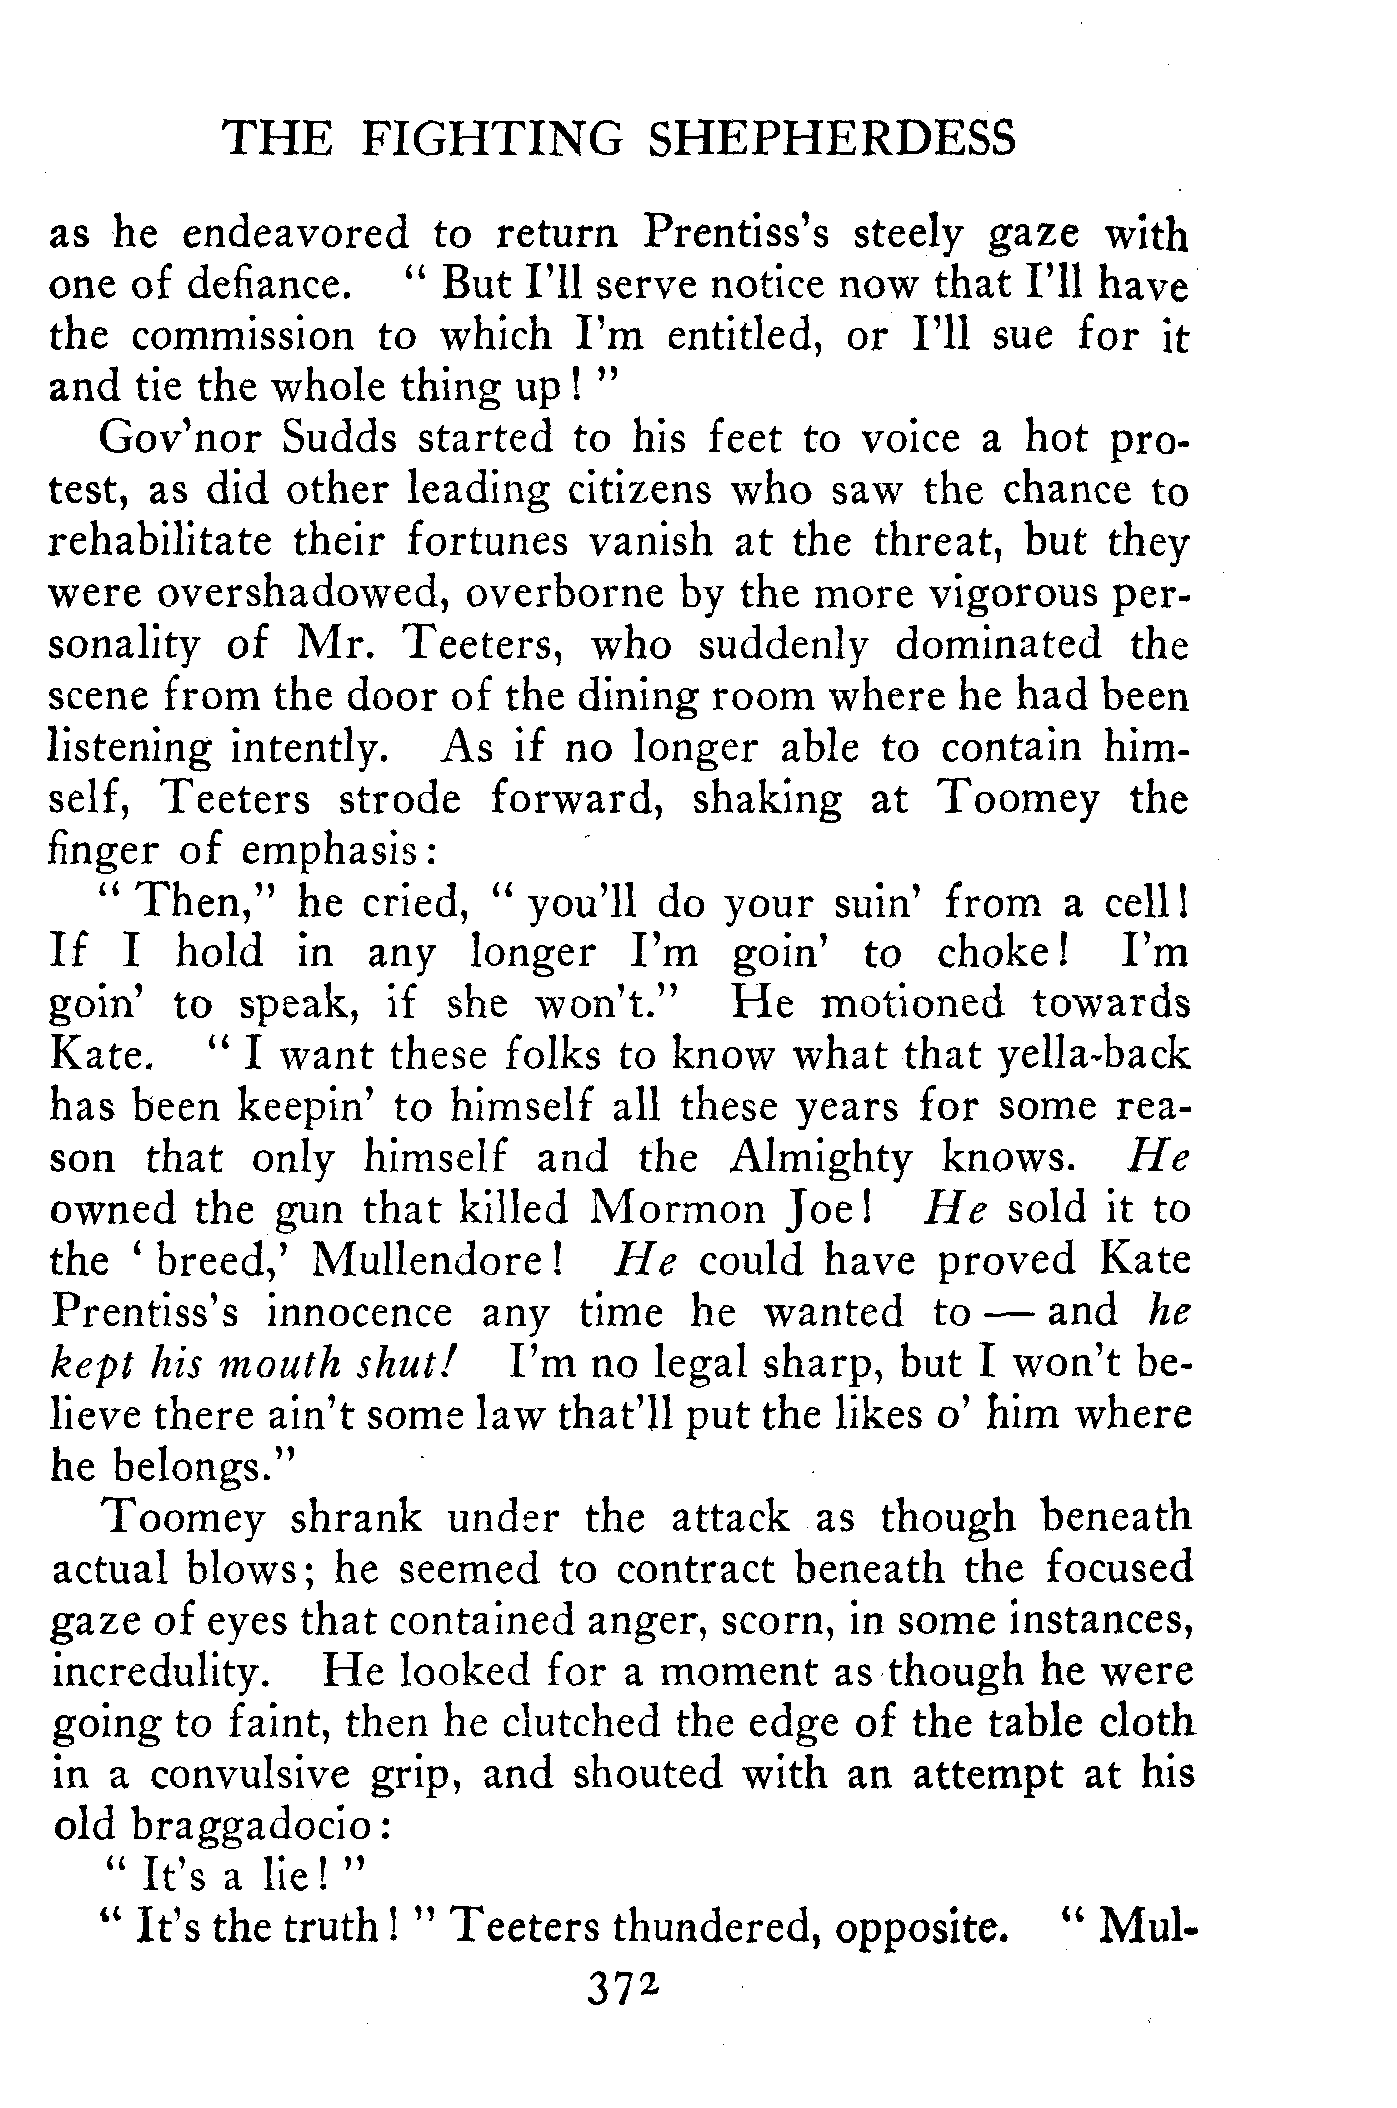 THE FIGHTING SHEPHERDESS
as he endeavored to return Prentiss's steely gaze with
one of defiance. " But I'll serve notice now that I'll have
the commission to which I'm entitled, or I'll sue for it
and tie the whole thing up! "
Gov'nor Sudds started to his feet to voice a hot pro-
test, as did other leading citizens who saw the chance to
rehabilitate their fortunes vanish at the threat, but they
were overshadowed, overborne by the more vigorous per-
sonality of Mr. Teeters, who suddenly dominated the
scene from the door of the dining room where he had been
listening intently. As if no longer able to contain him-
self, Teeters strode forward, shaking at Toomey the
finger of emphasis:
" Then," he cried, " you'll do your suin' from a cell!
If I hold in any longer I'm goin' to choke! I'm
goin' to speak, if she won't." He motioned towards
Kate. " I want these folks to know what that yella-back
has been keepin' to himself all these years for some rea-
son that only himself and the Almighty knows. He
owned the gun that killed Mormon Joe! He sold it to
the ' breed,' Mullendore! He could have proved Kate
Prentiss's innocence any time he wanted to — and he
kept his mouth shut! I'm no legal sharp, but I won't be-
lieve there ain't some law that'll put the likes o' him where
he belongs."
Toomey shrank under the attack as though beneath
actual blows; he seemed to contract beneath the focused
gaze of eyes that contained anger, scorn, in some instances,
incredulity. He looked for a moment as though he were
going to faint, then he clutched the edge of the table cloth
in a convulsive grip, and shouted with an attempt at his
old braggadocio:
" It's a lie! "
" It's the truth! " Teeters thundered, opposite. " Mul-
372